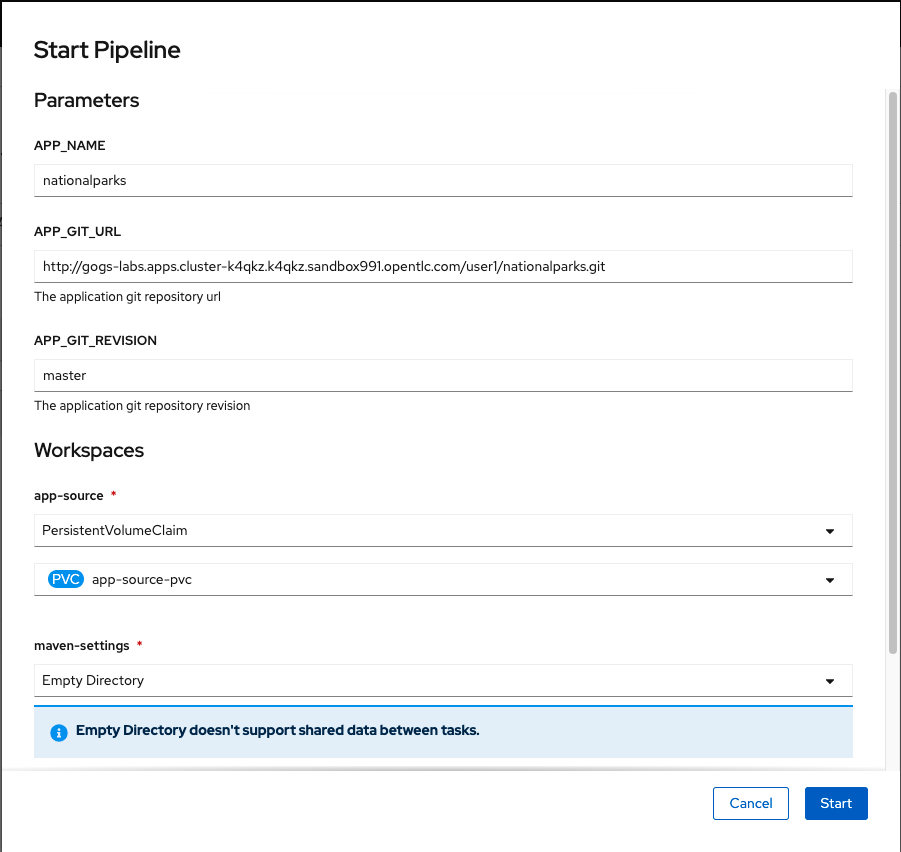 Start Pipeline
Parameters
APP_NAME
nationalparks
APP_GIT_URL
http://gogs-labs.apps.cluster-k4qkz.k4qkz.sandbox991.opentlc.com/user1/nationalparks.git
The application git repository url
APP_GIT_REVISION
master
The application git repository revision
Workspaces
app-source *
PersistentVolumeClaim
PVC app-source-pvc
maven-settings *
Empty Directory
Empty Directory doesn't support shared data between tasks.
Cancel Start